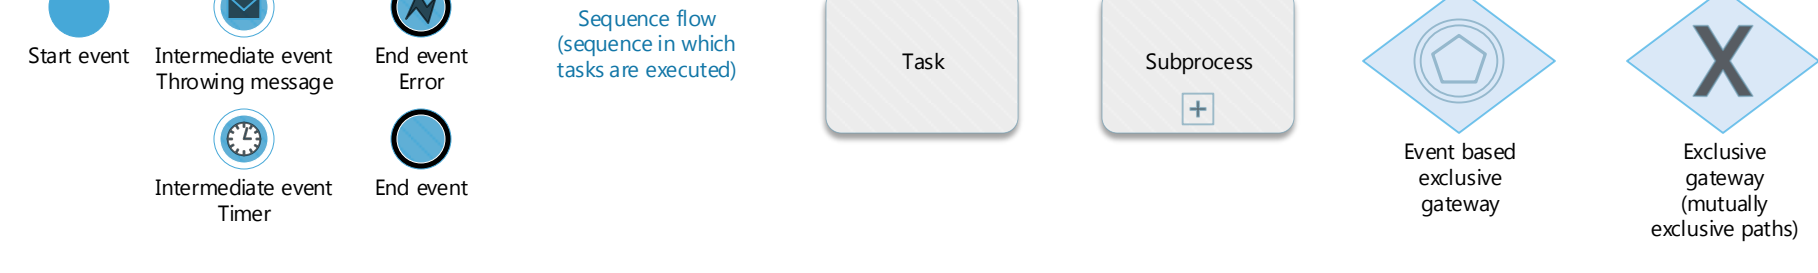 Start event
Intermediate event
Throwing message
End event
Error
Sequence flow
(sequence in which
tasks are executed)
Task
Subprocess
Intermediate event
Timer
End event
Event based
exclusive
gateway
X
Exclusive
gateway
(mutually
exclusive paths)